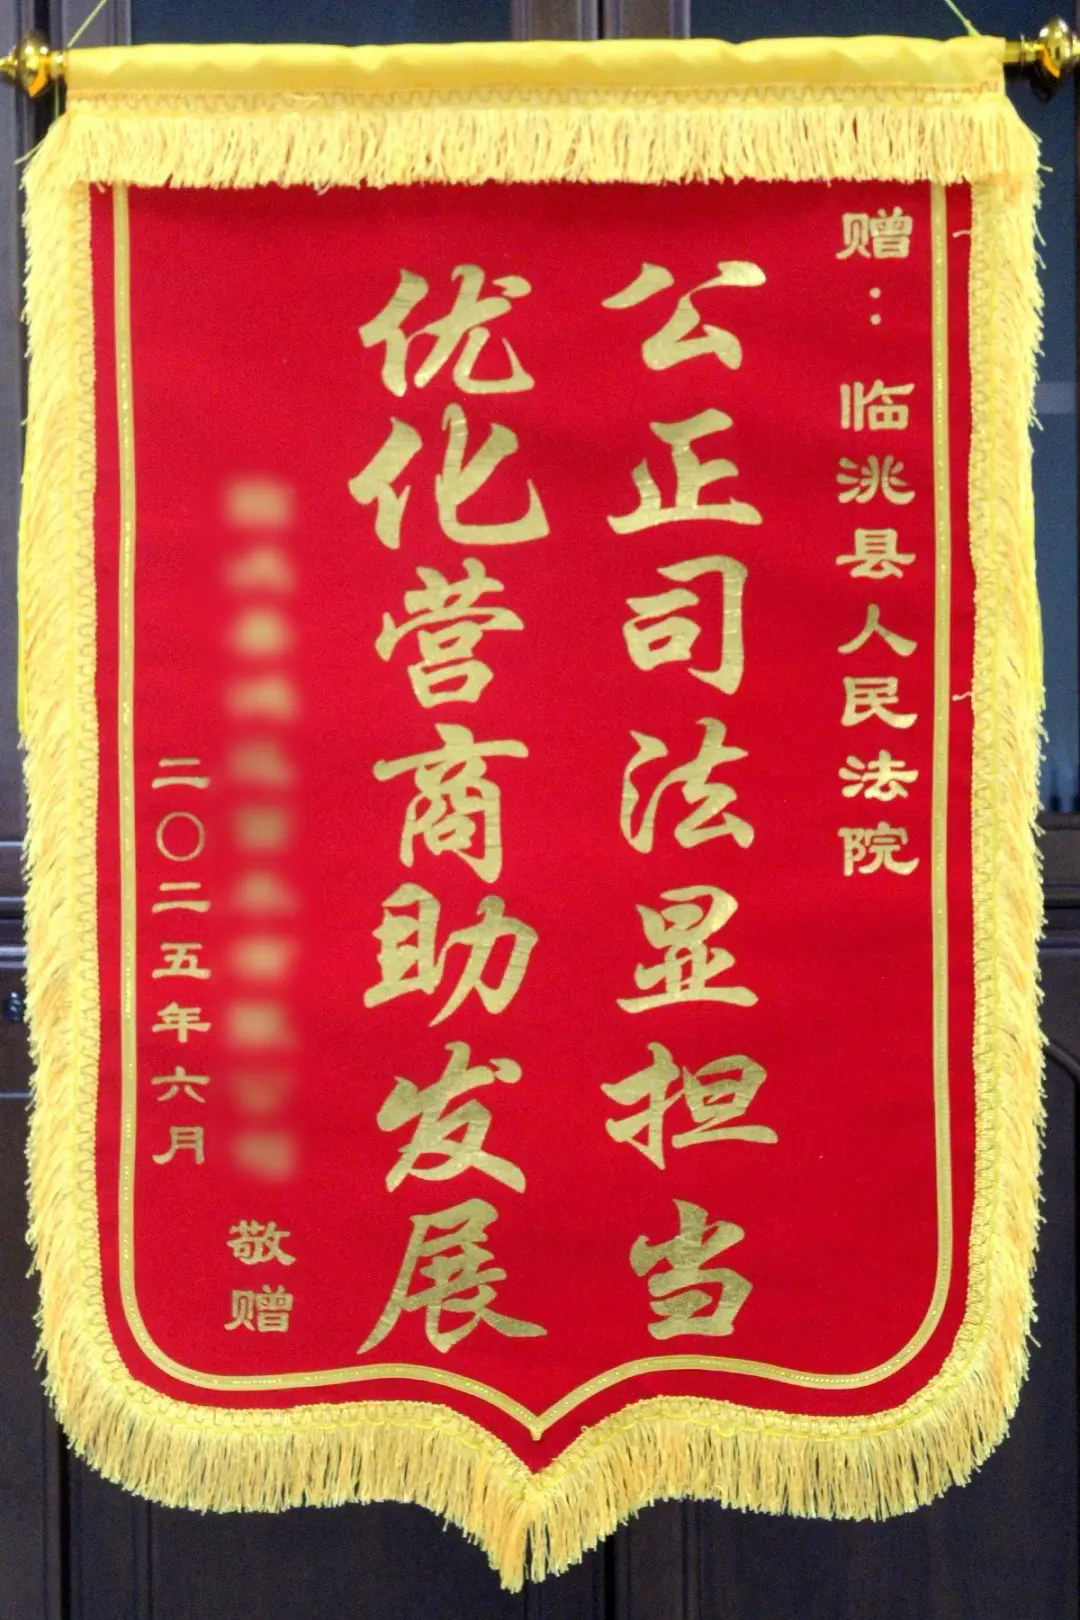 赠：临洮县人民法院
公正司法显担当
优化营商助发展
敬赠
二〇二五年六月